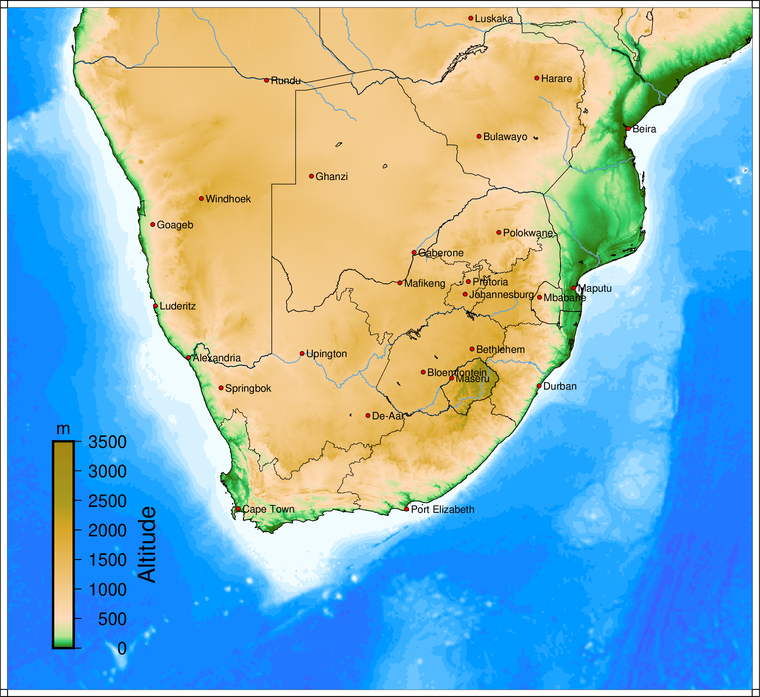 Luskaka
Rundu
Harare
Beira
Bulawayo
Ghanzi
Windhoek
Goageb
Polokwane
Gaberone
Mafikeng
Pretoria
Johannesburg
Mbabane
Maputu
Luderitz
Alexandria
Upington
Bethlehem
Bloemfontein
Maseru
Springbok
Durban
De-Aar
Cape Town
Port Elizabeth
m
3500
3000
2500
2000
1500
1000
500
0
Altitude